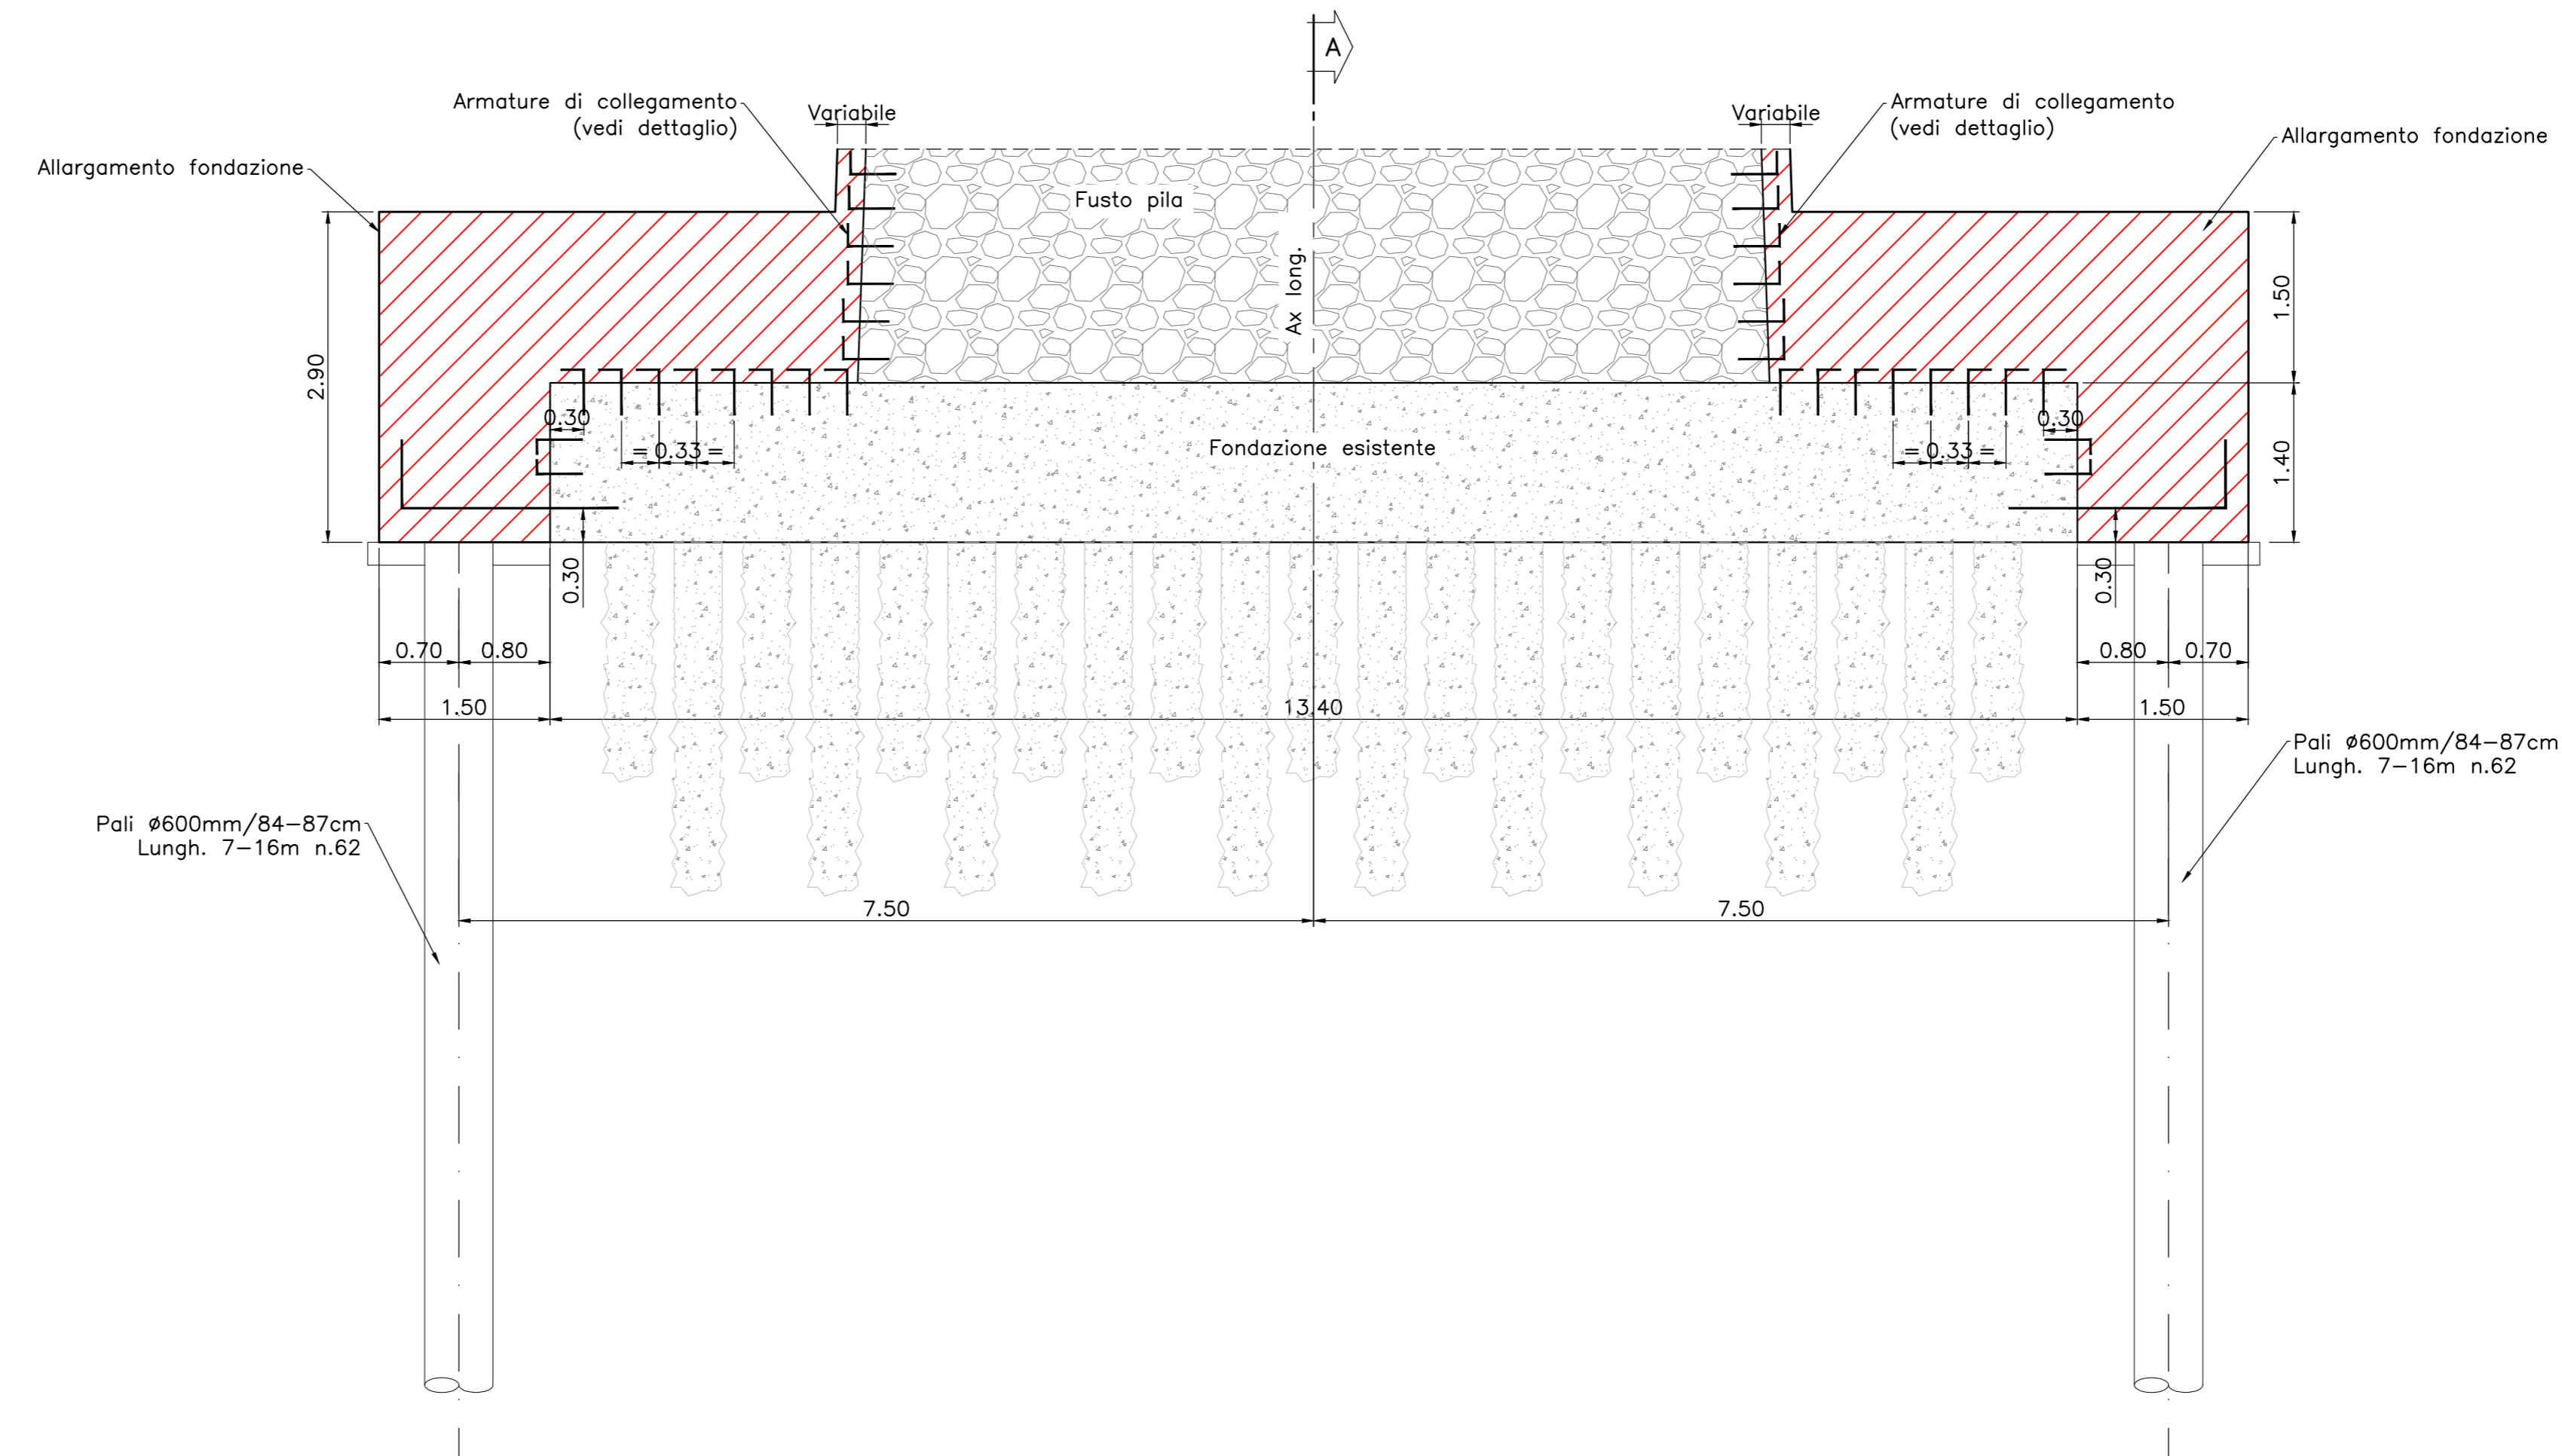 A
Armature di collegamento
(vedi dettaglio)
Variabile
Variabile
Armature di collegamento
(vedi dettaglio)
Allargamento fondazione
Allargamento fondazione
Fusto pila
Ax long.
2.90
1.50
1.40
0.30
=0.33=
Fondazione esistente
0.30
=0.33=
0.30
0.30
0.70
0.80
0.80
0.70
1.50
13.40
1.50
Pali Ø600mm/84-87cm
Lungh. 7-16m n.62
Pali Ø600mm/84-87cm
Lungh. 7-16m n.62
7.50
7.50